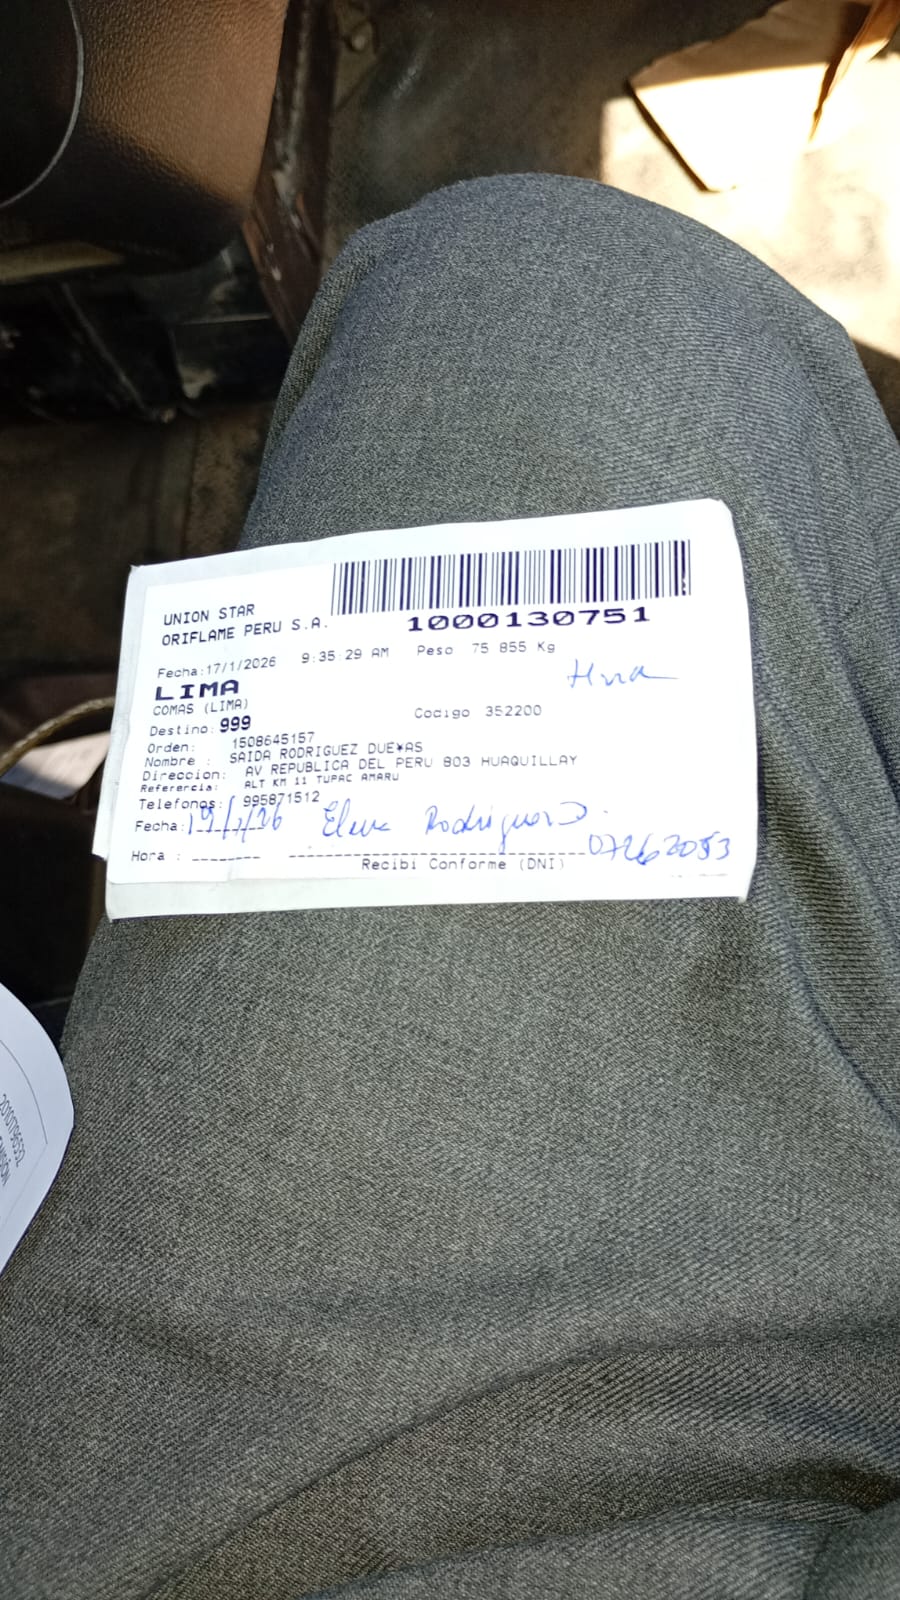 UNION STAR
ORIFLAME PERU S.A.
1000130751
Fecha:17/1/2026 9:35:29 AM Peso 75 855 Kg
LIMA
COMAS (LIMA)
Destino: 999 Codigo 352200
Orden: 1508645157
Nombre : SAIDA RODRIGUEZ DUE¥AS
Direccion: AV REPUBLICA DEL PERU 803 HUAQUILLAY
Referencia: ALT KM 11 TUPAC AMARU
Telefonos: 995871512
Fecha: 19/1/26 Elena Rodriguez D.
Hora : 07262053
Recibi Conforme (DNI)